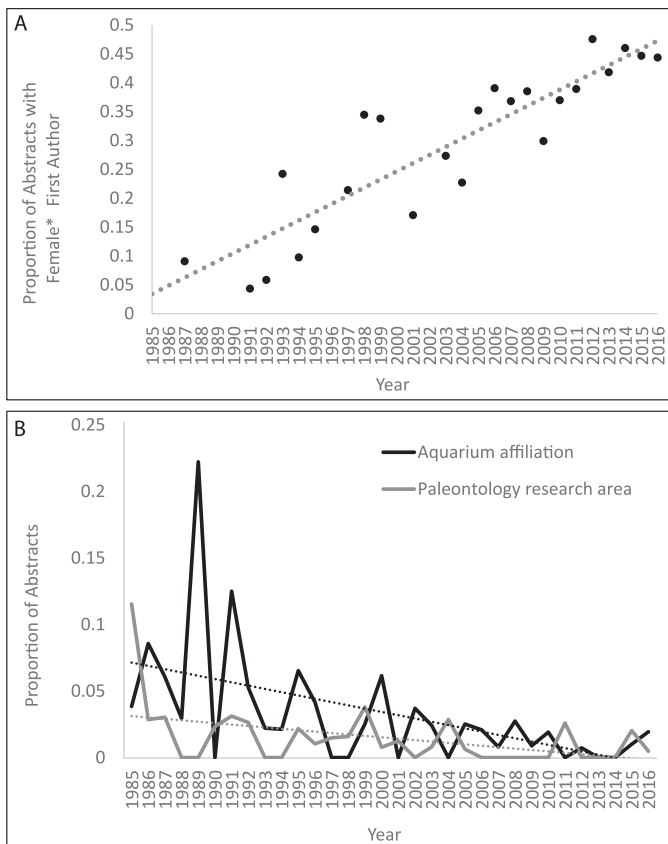 A
Proportion of Abstracts with
Female* First Author
0.5
0.45
0.4
0.35
0.3
0.25
0.2
0.15
0.1
0.05
0
1985 1986 1987 1988 1989 1990 1991 1992 1993 1994 1995 1996 1997 1998 1999 2000 2001 2002 2003 2004 2005 2006 2007 2008 2009 2010 2011 2012 2013 2014 2015 2016
Year
B
Proportion of Abstracts
0.25
0.2
0.15
0.1
0.05
0
Aquarium affiliation
Paleontology research area
1985 1986 1987 1988 1989 1990 1991 1992 1993 1994 1995 1996 1997 1998 1999 2000 2001 2002 2003 2004 2005 2006 2007 2008 2009 2010 2011 2012 2013 2014 2015 2016
Year